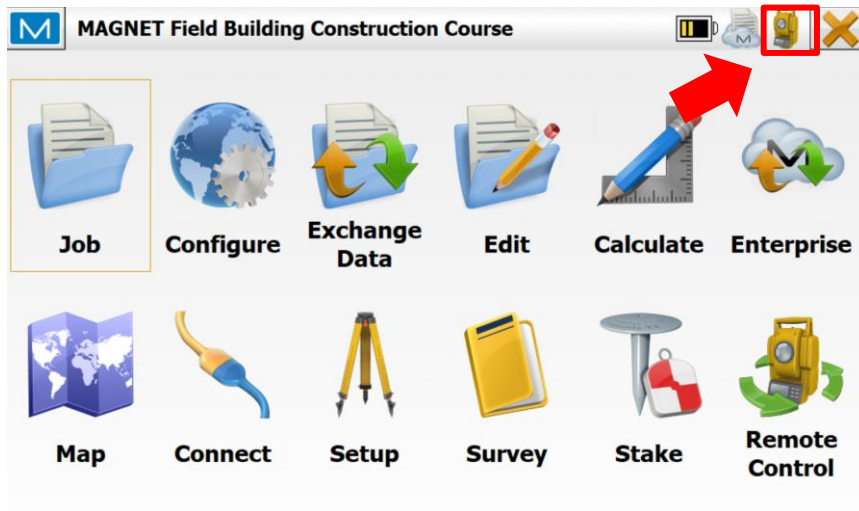 M MAGNET Field Building Construction Course
M
Job
Configure
Exchange
Data
Edit
Calculate
M
Enterprise
Map
Connect
Setup
Survey
Stake
Remote
Control